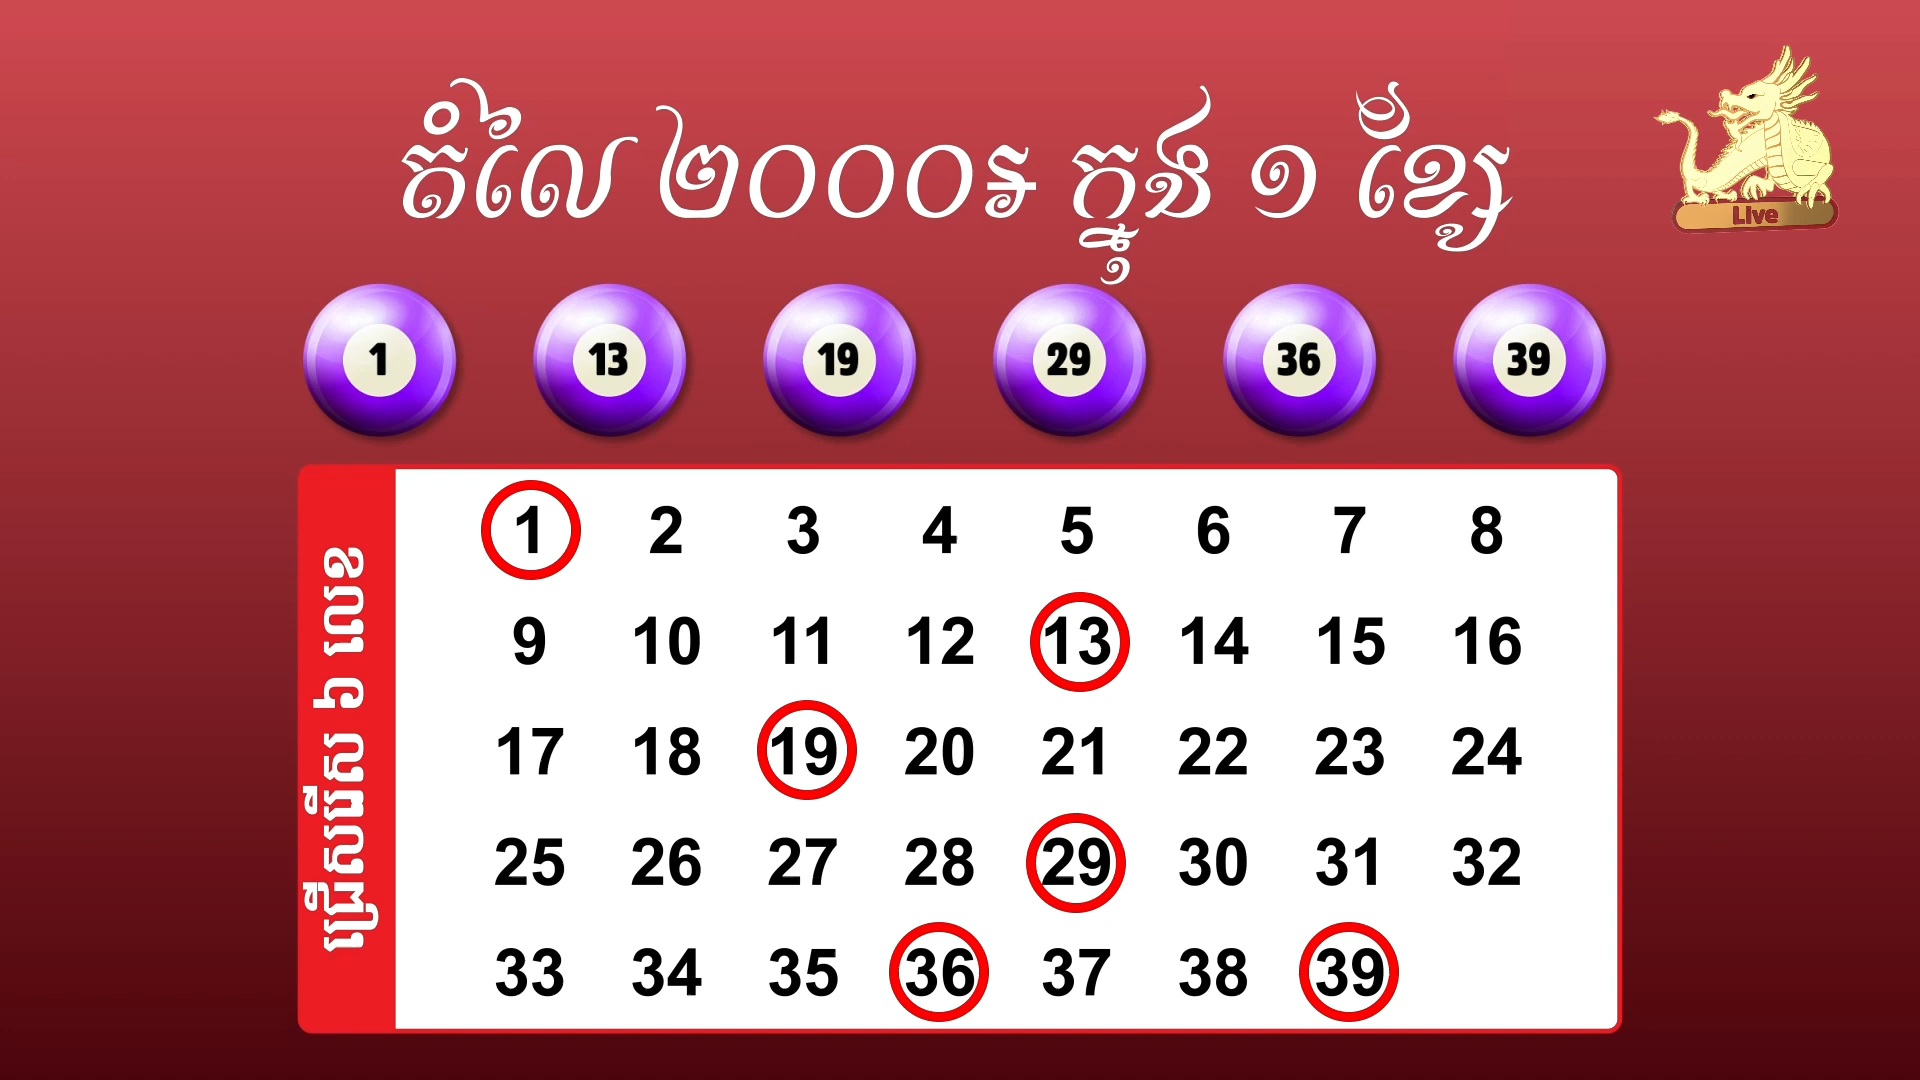 តំលៃ ២០០០៛ ក្នុង ១ ខ្សែ
Live
1 13 19 29 36 39
ជ្រើសរើស ៦ លេខ
1 2 3 4 5 6 7 8
9 10 11 12 13 14 15 16
17 18 19 20 21 22 23 24
25 26 27 28 29 30 31 32
33 34 35 36 37 38 39